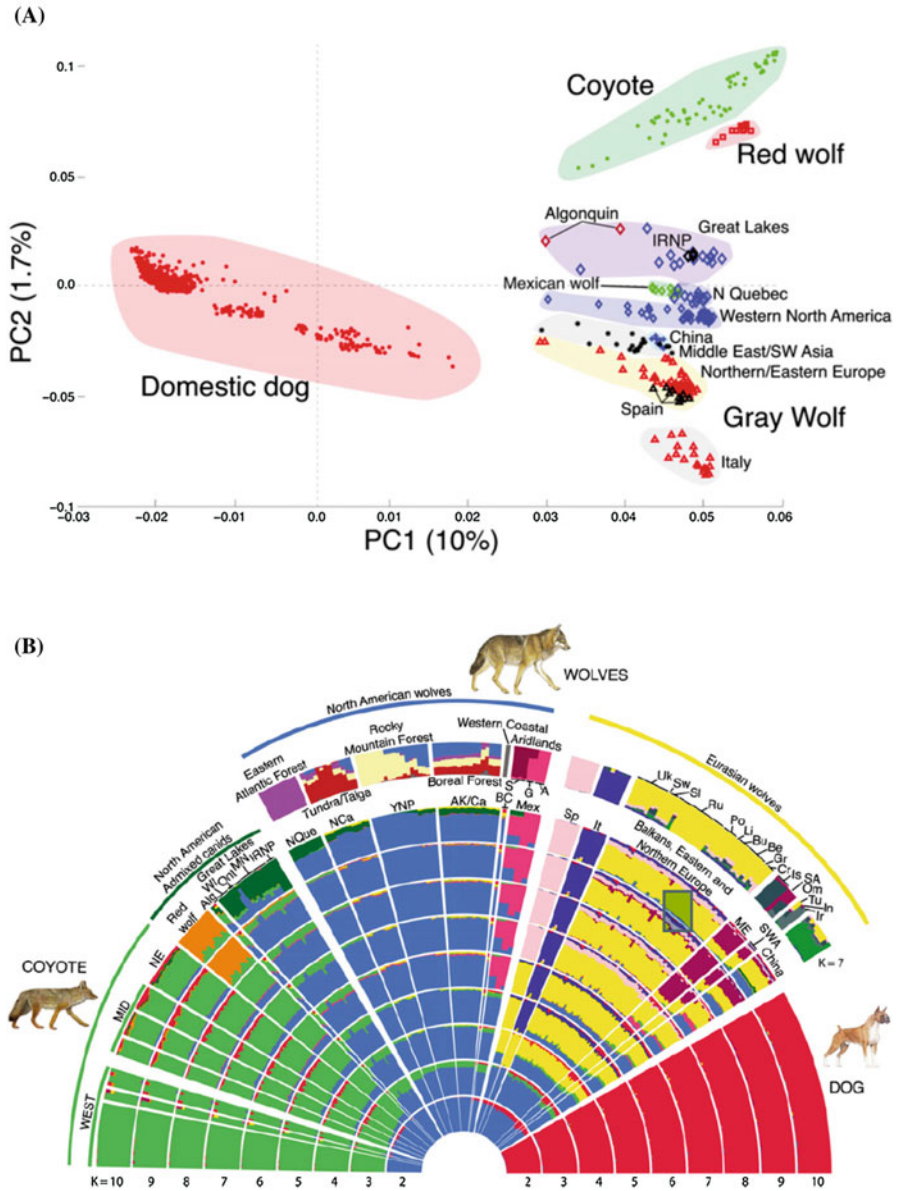 (A)
0.1
0.05
0.0
−0.05
−0.1
PC2 (1.7%)
Coyote
Red wolf
Algonquin
Great Lakes
IRNP
Mexican wolf
N Quebec
Western North America
China
Middle East/SW Asia
Northern/Eastern Europe
Spain
Gray Wolf
Italy
Domestic dog
−0.03 −0.02 −0.01 0.0 0.02 0.03 0.04 0.05 0.06
PC1 (10%)
(B)
WOLVES
North American wolves
Eurasian wolves
North American
Admixed canids
COYOTE
DOG
Eastern
Atlantic Forest
Tundra/Taiga
Rocky
Mountain Forest
Boreal Forest
Western Coastal
Aridlands
S G A
Great Lakes
WI MN IRNP
Alg Ont
NQue
NCa
YNP
AK/Ca
BC
Mex
Sp
It
Balkans, Eastern and
Northern Europe
Uk Sw Sl Ru Po Li Bu Be Gr Cr
Is SA Om Tu In Ir
K = 7
ME
SWA
China
Red
wolf
NE
MID
WEST
K = 10 9 8 7 6 5 4 3 2
2 3 4 5 6 7 8 9 10